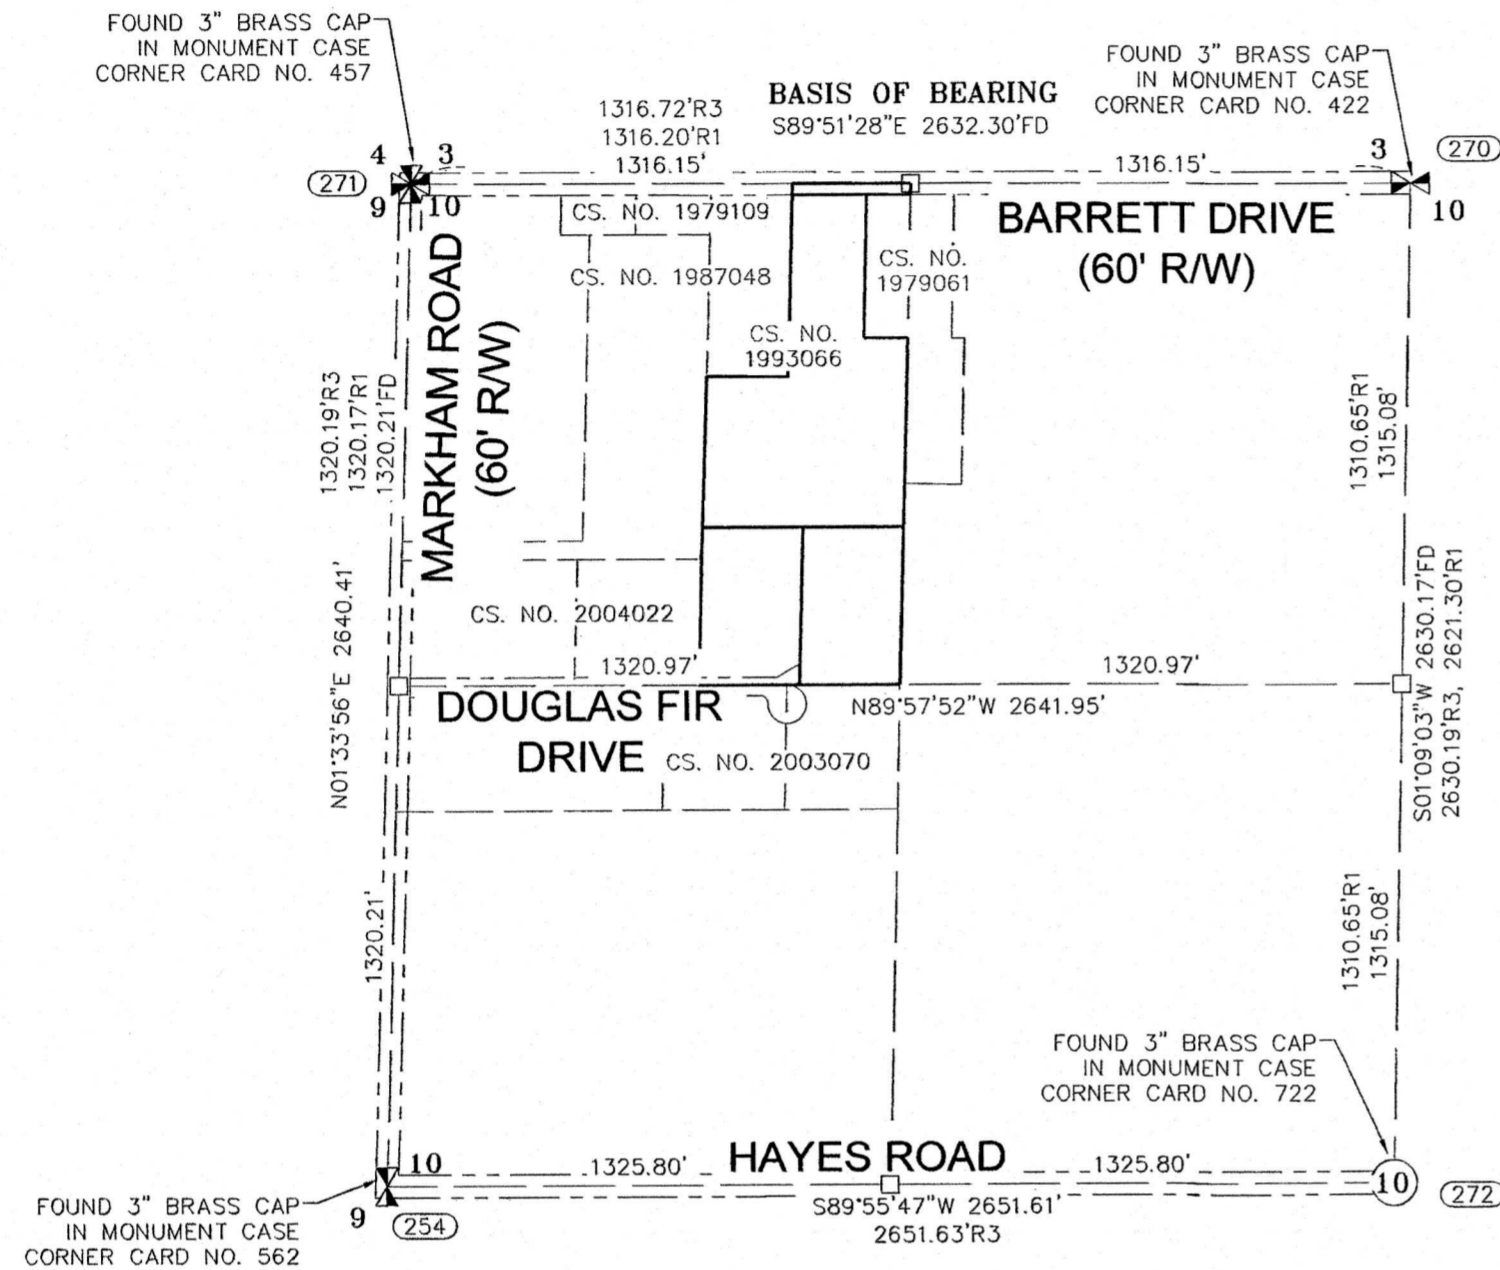 FOUND 3" BRASS CAP
IN MONUMENT CASE
CORNER CARD NO. 457
1316.72'R3
1316.20'R1
1316.15'
BASIS OF BEARING
S89°51'28"E 2632.30'FD
FOUND 3" BRASS CAP
IN MONUMENT CASE
CORNER CARD NO. 422
1316.15'
4
3
271
9
10
3
270
10
CS. NO. 1979109
CS. NO. 1987048
CS. NO.
1993066
CS. NO.
1979061
BARRETT DRIVE
(60' R/W)
MARKHAM ROAD
(60' R/W)
1320.19'R3
1320.17'R1
1320.21'FD
1310.65'R1
1315.08'
N01°33'56"E 2640.41'
S01°09'03"W 2630.17'FD
2630.19'R3, 2621.30'R1
CS. NO. 2004022
1320.97'
1320.97'
DOUGLAS FIR
DRIVE
N89°57'52"W 2641.95'
CS. NO. 2003070
1320.21'
1310.65'R1
1315.08'
FOUND 3" BRASS CAP
IN MONUMENT CASE
CORNER CARD NO. 722
10
1325.80'
HAYES ROAD
1325.80'
10
272
FOUND 3" BRASS CAP
IN MONUMENT CASE
CORNER CARD NO. 562
9
254
S89°55'47"W 2651.61'
2651.63'R3